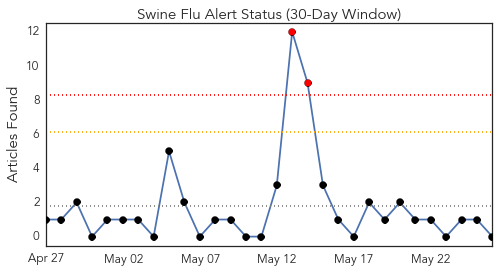 Swine Flu Alert Status (30-Day Window)
Articles Found
12
10
8
6
4
2
0
Apr 27 May 02 May 07 May 12 May 17 May 22